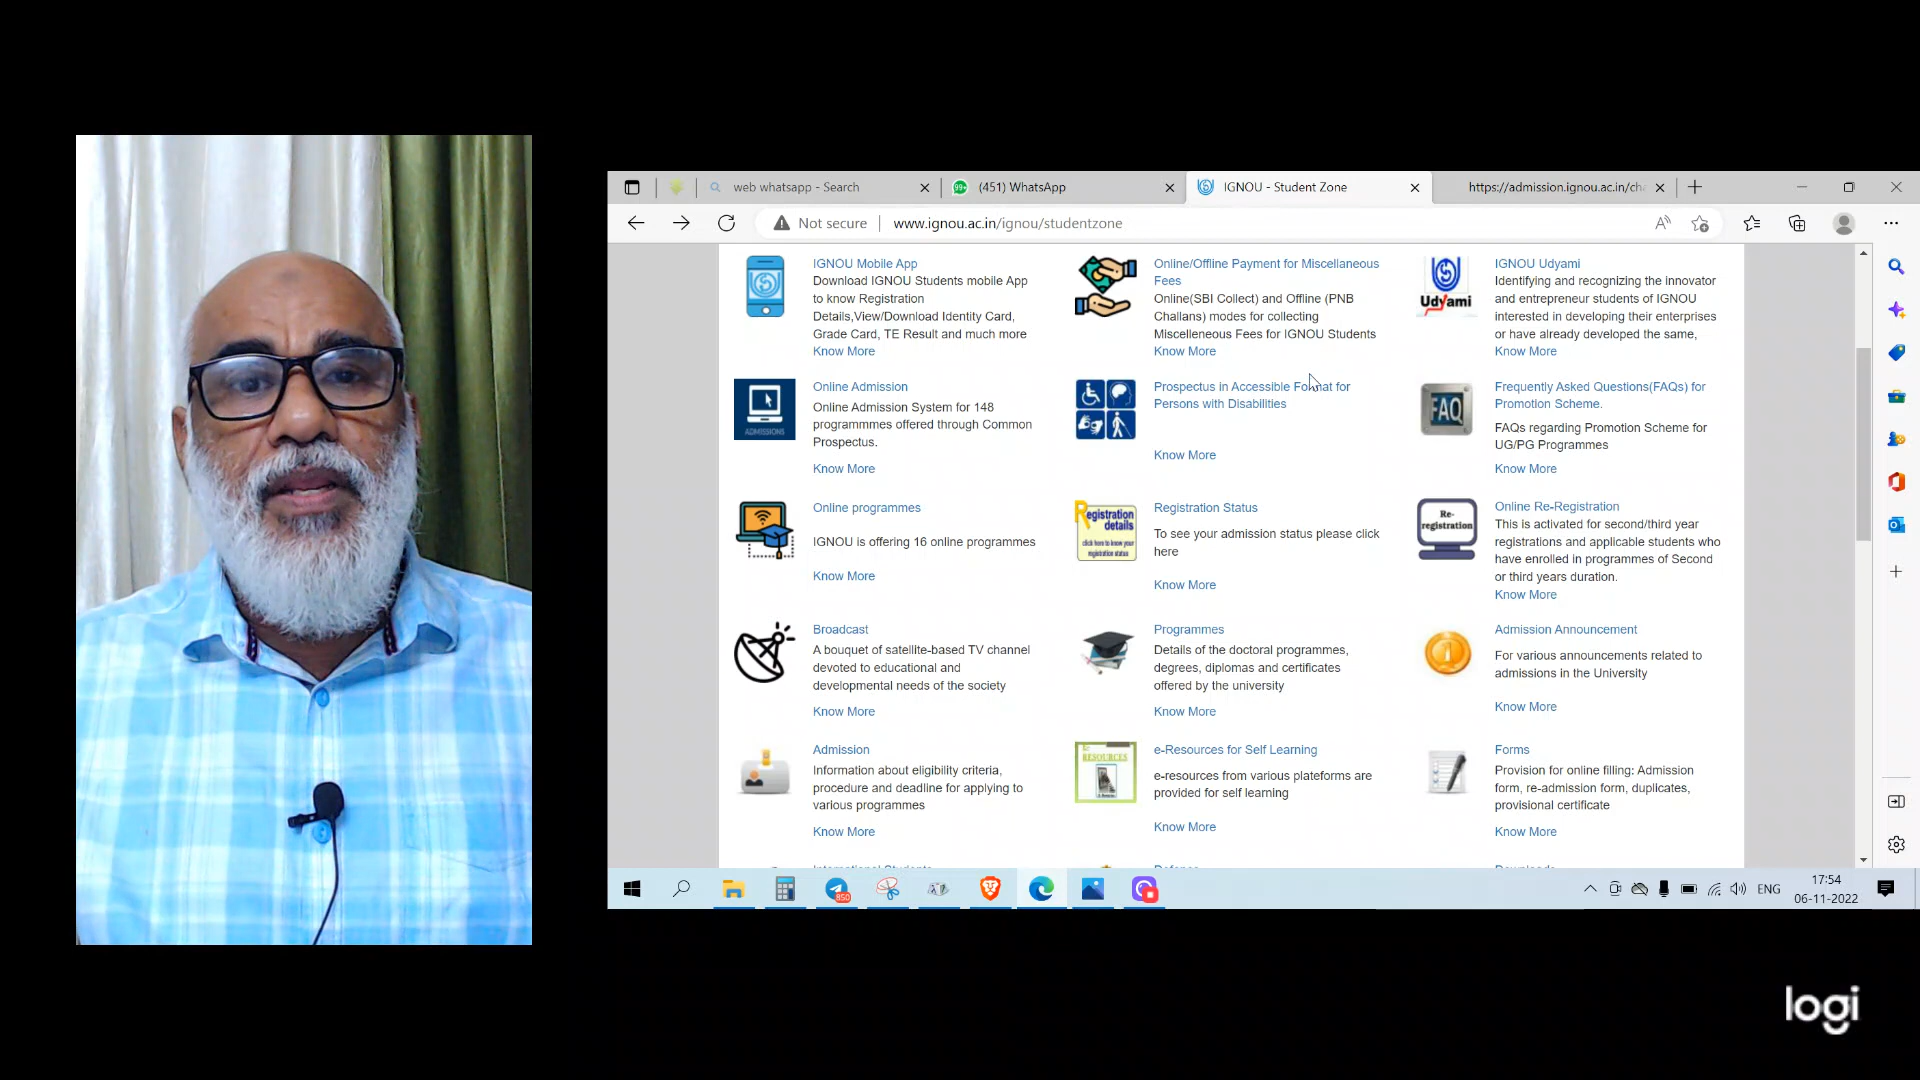 web whatsapp - Search
99+
(451) WhatsApp
IGNOU - Student Zone
https://admission.ignou.ac.in/ch
Not secure
www.ignou.ac.in/ignou/studentzone
IGNOU Mobile App
Download IGNOU Students mobile App
to know Registration
Details,View/Download Identity Card,
Grade Card, TE Result and much more
Know More
Online/Offline Payment for Miscellaneous
Fees
Online(SBI Collect) and Offline (PNB
Challans) modes for collecting
Miscelleneous Fees for IGNOU Students
Know More
Udyami
IGNOU Udyami
Identifying and recognizing the innovator
and entrepreneur students of IGNOU
interested in developing their enterprises
or have already developed the same,
Know More
ADMISSIONS
Online Admission
Online Admission System for 148
programmmes offered through Common
Prospectus.
Know More
Prospectus in Accessible Format for
Persons with Disabilities
Know More
FAQ
Frequently Asked Questions(FAQs) for
Promotion Scheme.
FAQs regarding Promotion Scheme for
UG/PG Programmes
Know More
Online programmes
IGNOU is offering 16 online programmes
Know More
Registration
details
click here to know your
registration status
Registration Status
To see your admission status please click
here
Know More
Re-
registration
Online Re-Registration
This is activated for second/third year
registrations and applicable students who
have enrolled in programmes of Second
or third years duration.
Know More
Broadcast
A bouquet of satellite-based TV channel
devoted to educational and
developmental needs of the society
Know More
Programmes
Details of the doctoral programmes,
degrees, diplomas and certificates
offered by the university
Know More
1
Admission Announcement
For various announcements related to
admissions in the University
Know More
Admission
Information about eligibility criteria,
procedure and deadline for applying to
various programmes
Know More
RESOURCES
e-Resources for Self Learning
e-resources from various plateforms are
provided for self learning
Know More
Forms
Provision for online filling: Admission
form, re-admission form, duplicates,
provisional certificate
Know More
850
ENG
17:54
06-11-2022
logi